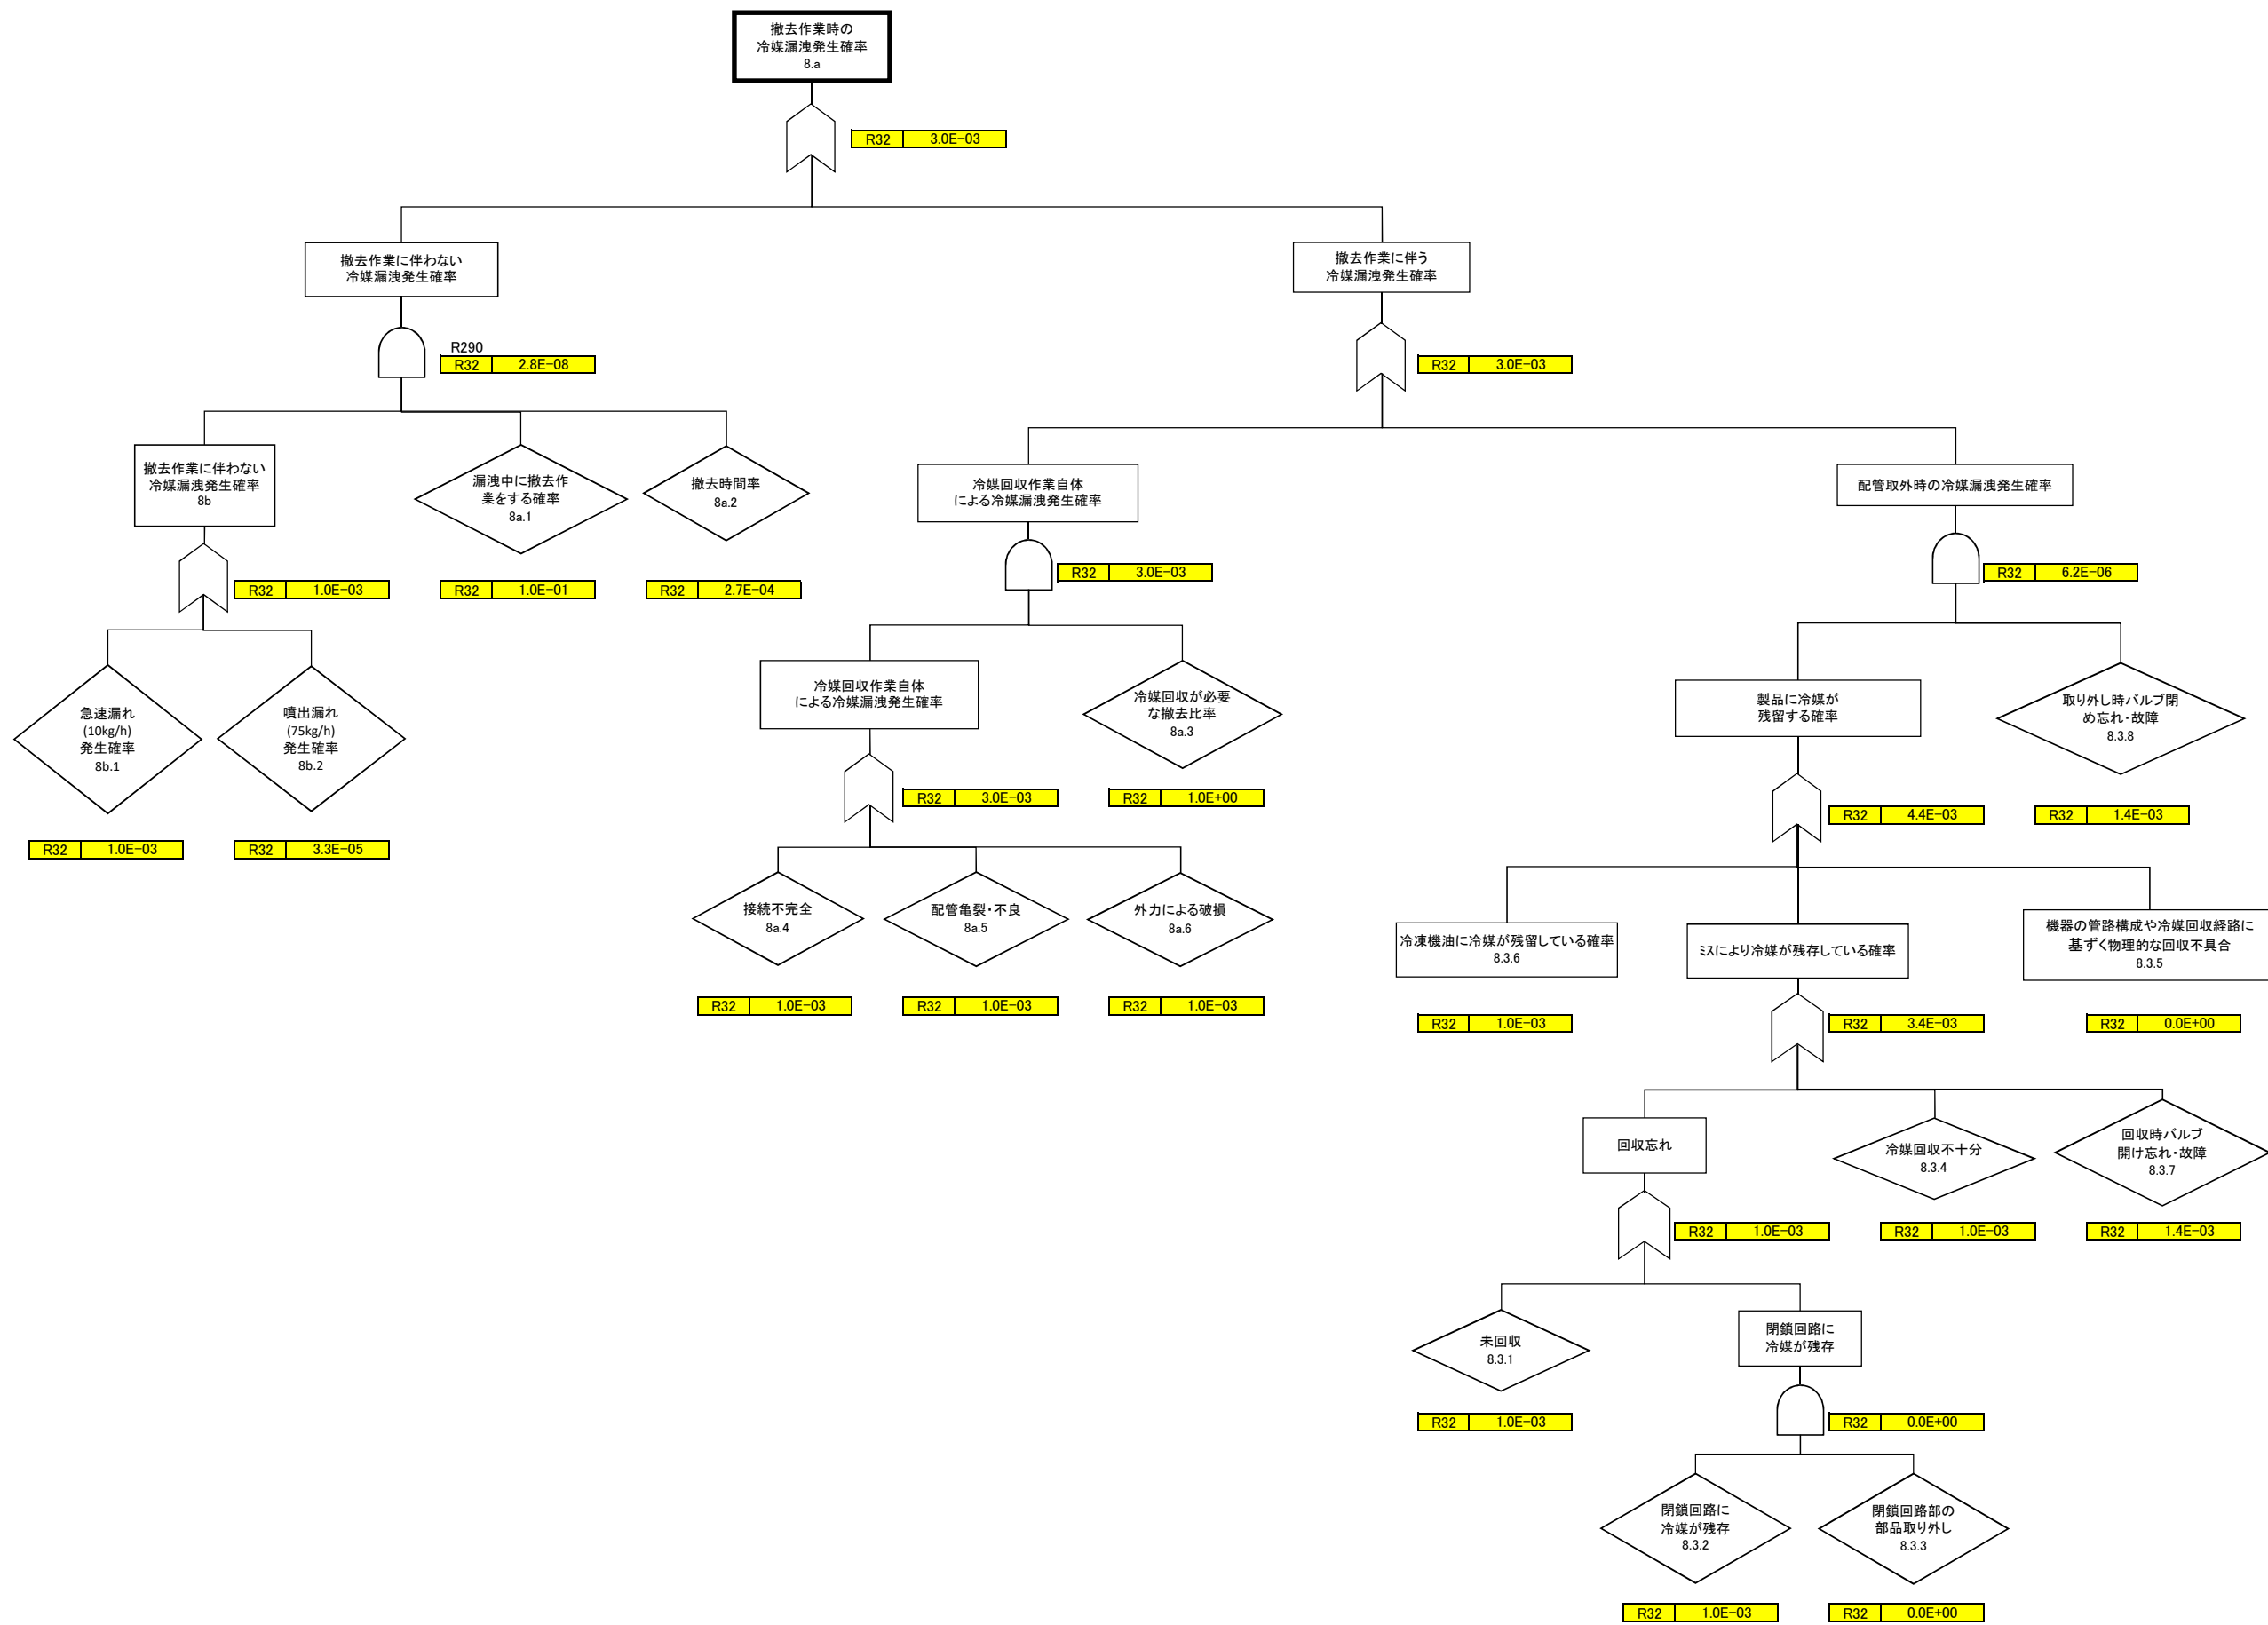 撤去作業時の
冷媒漏洩発生確率
8.a
R32 3.0E-03
撤去作業に伴わない
冷媒漏洩発生確率
撤去作業に伴う
冷媒漏洩発生確率
R290
R32 2.8E-08
R32 3.0E-03
撤去作業に伴わない
冷媒漏洩発生確率
8b
漏洩中に撤去作
業をする確率
8a.1
撤去時間率
8a.2
冷媒回収作業自体
による冷媒漏洩発生確率
配管取外時の冷媒漏洩発生確率
R32 1.0E-03
R32 1.0E-01
R32 2.7E-04
R32 3.0E-03
R32 6.2E-06
急速漏れ
(10kg/h)
発生確率
8b.1
噴出漏れ
(75kg/h)
発生確率
8b.2
冷媒回収作業自体
による冷媒漏洩発生確率
冷媒回収が必要
な撤去比率
8a.3
製品に冷媒が
残留する確率
取り外し時バルブ閉
め忘れ・故障
8.3.8
R32 1.0E-03
R32 3.3E-05
R32 3.0E-03
R32 1.0E+00
R32 4.4E-03
R32 1.4E-03
接続不完全
8a.4
配管亀裂・不良
8a.5
外力による破損
8a.6
冷凍機油に冷媒が残留している確率
8.3.6
ミスにより冷媒が残存している確率
機器の管路構成や冷媒回収経路に
基ずく物理的な回収不具合
8.3.5
R32 1.0E-03
R32 1.0E-03
R32 1.0E-03
R32 1.0E-03
R32 3.4E-03
R32 0.0E+00
回収忘れ
冷媒回収不十分
8.3.4
回収時バルブ
開け忘れ・故障
8.3.7
R32 1.0E-03
R32 1.0E-03
R32 1.4E-03
未回収
8.3.1
閉鎖回路に
冷媒が残存
R32 1.0E-03
R32 0.0E+00
閉鎖回路に
冷媒が残存
8.3.2
閉鎖回路部の
部品取り外し
8.3.3
R32 1.0E-03
R32 0.0E+00